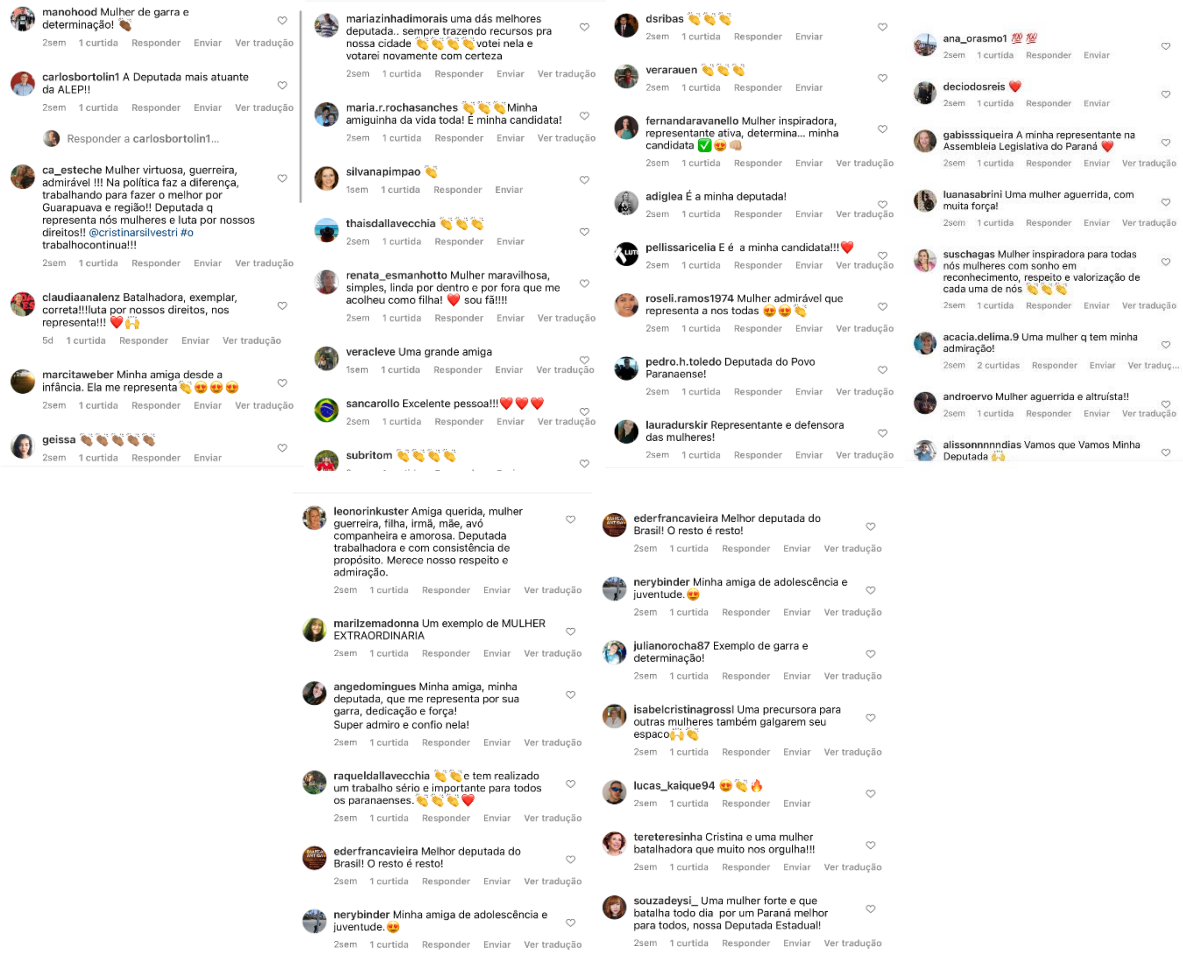 manohood Mulher de garra e
determinação! 👏🏾
2sem 1 curtida Responder Enviar Ver tradução
carlosbortolin1 A Deputada mais atuante
da ALEP!!
2sem 1 curtida Responder Enviar Ver tradução
Responder a carlosbortolin1...
ca_esteche Mulher virtuosa, guerreira,
admirável !!! Na política faz a diferença,
trabalhando para fazer o melhor por
Guarapuava e região!! Deputada q
representa nós mulheres e luta por nossos
direitos!! @cristinarsilvestri #o
trabalhocontinua!!!
2sem 1 curtida Responder Enviar Ver tradução
claudiaanalenz Batalhadora, exemplar,
correta!!!luta por nossos direitos, nos
representa!!! ❤️🙌
5d 1 curtida Responder Enviar Ver tradução
marcitaweber Minha amiga desde a
infância. Ela me representa👏😍😍😍
2sem 1 curtida Responder Enviar Ver tradução
geissa 👏🏾👏🏾👏🏾👏🏾👏🏾
2sem 1 curtida Responder Enviar
mariazinhadimorais uma dás melhores
deputada.. sempre trazendo recursos pra
nossa cidade 👏👏👏👏votei nela e
votarei novamente com certeza
2sem 1 curtida Responder Enviar Ver tradução
maria.r.rochasanches 👏👏👏Minha
amiguinha da vida toda! É minha candidata!
2sem 1 curtida Responder Enviar Ver tradução
silvanapimpao 👏
1sem 1 curtida Responder Enviar
thaisdallavecchia 👏👏👏
2sem 1 curtida Responder Enviar
renata_esmanhotto Mulher maravilhosa,
simples, linda por dentro e por fora que me
acolheu como filha! ❤️ sou fã!!!!
2sem 1 curtida Responder Enviar Ver tradução
veracleve Uma grande amiga
1sem 1 curtida Responder Enviar Ver tradução
sancarollo Excelente pessoa!!!❤️❤️❤️
2sem 1 curtida Responder Enviar Ver tradução
subritom 👏👏👏👏
dsribas 👏👏👏
2sem 1 curtida Responder Enviar
verarauen 👏👏👏
2sem 1 curtida Responder Enviar
fernandaravanello Mulher inspiradora,
representante ativa, determina... minha
candidata ✅😍👊🏼
2sem 1 curtida Responder Enviar Ver tradução
adiglea É a minha deputada!
2sem 1 curtida Responder Enviar Ver tradução
LUTO
pellissaricelia E é a minha candidata!!!❤️
2sem 1 curtida Responder Enviar Ver tradução
roseli.ramos1974 Mulher admirável que
representa a nos todas 😍😍👏
2sem 1 curtida Responder Enviar Ver tradução
pedro.h.toledo Deputada do Povo
Paranaense!
2sem 1 curtida Responder Enviar Ver tradução
lauradurskir Representante e defensora
das mulheres!
2sem 1 curtida Responder Enviar Ver tradução
ana_orasmo1 💯💯
2sem 1 curtida Responder Enviar
deciodosreis ❤️
2sem 1 curtida Responder Enviar
gabisssiqueira A minha representante na
Assembleia Legislativa do Paraná ❤️
2sem 1 curtida Responder Enviar Ver tradução
luanasabrini Uma mulher aguerrida, com
muita força!
2sem 1 curtida Responder Enviar Ver tradução
suschagas Mulher inspiradora para todas
nós mulheres com sonho em
reconhecimento, respeito e valorização de
cada uma de nós 👏👏👏
2sem 1 curtida Responder Enviar Ver tradução
acacia.delima.9 Uma mulher q tem minha
admiração!
2sem 2 curtidas Responder Enviar Ver traduç...
androervo Mulher aguerrida e altruísta!!
2sem 1 curtida Responder Enviar Ver tradução
alissonnnnndias Vamos que Vamos Minha
Deputada 🙌
leonorinkuster Amiga querida, mulher
guerreira, filha, irmã, mãe, avó
companheira e amorosa. Deputada
trabalhadora e com consistência de
propósito. Merece nosso respeito e
admiração.
2sem 1 curtida Responder Enviar Ver tradução
marilzemadonna Um exemplo de MULHER
EXTRAORDINARIA
2sem 1 curtida Responder Enviar Ver tradução
angedomingues Minha amiga, minha
deputada, que me representa por sua
garra, dedicação e força!
Super admiro e confio nela!
2sem 1 curtida Responder Enviar Ver tradução
raqueldallavecchia 👏👏e tem realizado
um trabalho sério e importante para todos
os paranaenses.👏👏👏❤️
2sem 1 curtida Responder Enviar Ver tradução
ederfrancavieira Melhor deputada do
Brasil! O resto é resto!
2sem 1 curtida Responder Enviar Ver tradução
nerybinder Minha amiga de adolescência e
juventude.😍
2sem 1 curtida Responder Enviar Ver tradução
ederfrancavieira Melhor deputada do
Brasil! O resto é resto!
2sem 1 curtida Responder Enviar Ver tradução
nerybinder Minha amiga de adolescência e
juventude.😍
2sem 1 curtida Responder Enviar Ver tradução
julianorocha87 Exemplo de garra e
determinação!
2sem 1 curtida Responder Enviar Ver tradução
isabelcristinagrossl Uma precursora para
outras mulheres também galgarem seu
espaco🙌👏
2sem 1 curtida Responder Enviar Ver tradução
lucas_kaique94 😍👏🔥
2sem 1 curtida Responder Enviar
tereteresinha Cristina e uma mulher
batalhadora que muito nos orgulha!!!
2sem 1 curtida Responder Enviar Ver tradução
souzadeysi_ Uma mulher forte e que
batalha todo dia por um Paraná melhor
para todos, nossa Deputada Estadual!
2sem 1 curtida Responder Enviar Ver tradução